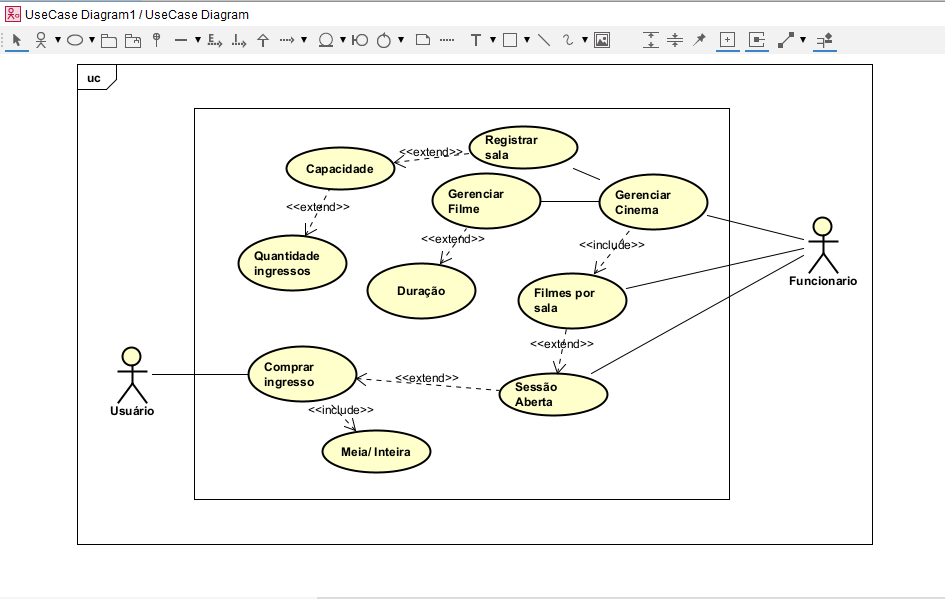 UseCase Diagram1 / UseCase Diagram
uc
Registrar
sala
<<extend>>
Capacidade
Gerenciar
Filme
Gerenciar
Cinema
<<extend>>
<<extend>>
<<include>>
Quantidade
ingressos
Duração
Filmes por
sala
Funcionario
<<extend>>
Comprar
ingresso
<<extend>>
Sessão
Aberta
Usuário
<<include>>
Meia/ Inteira